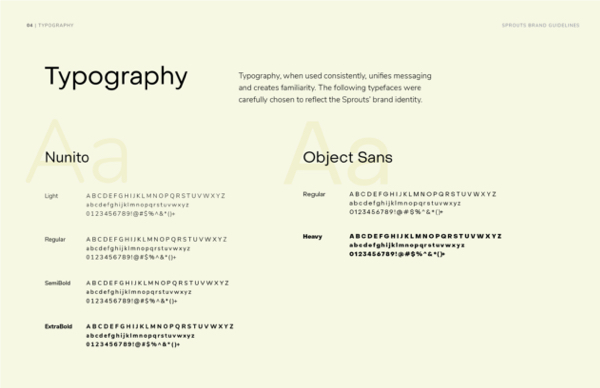 04 | TYPOGRAPHY
SPROUTS BRAND GUIDELINES
Typography
Typography, when used consistently, unifies messaging
and creates familiarity. The following typefaces were
carefully chosen to reflect the Sprouts' brand identity.
Aa
Nunito
Light
ABCDEFGHIJKLMNOPQRSTUVWXYZ
abcdefghijklmnopqrstuvwxyz
0123456789!@#$%^&*()+
Regular
ABCDEFGHIJKLMNOPQRSTUVWXYZ
abcdefghijklmnopqrstuvwxyz
0123456789!@#$%^&*()+
SemiBold
ABCDEFGHIJKLMNOPQRSTUVWXYZ
abcdefghijklmnopqrstuvwxyz
0123456789!@#$%^&*()+
ExtraBold
ABCDEFGHIJKLMNOPQRSTUVWXYZ
abcdefghijklmnopqrstuvwxyz
0123456789!@#$%^&*()+
Aa
Object Sans
Regular
ABCDEFGHIJKLMNOPQRSTUVWXYZ
abcdefghijklmnopqrstuvwxyz
0123456789!@#$%^&*()+
Heavy
ABCDEFGHIJKLMNOPQRSTUVWXYZ
abcdefghijklmnopqrstuvwxyz
0123456789!@#$%^&*()+